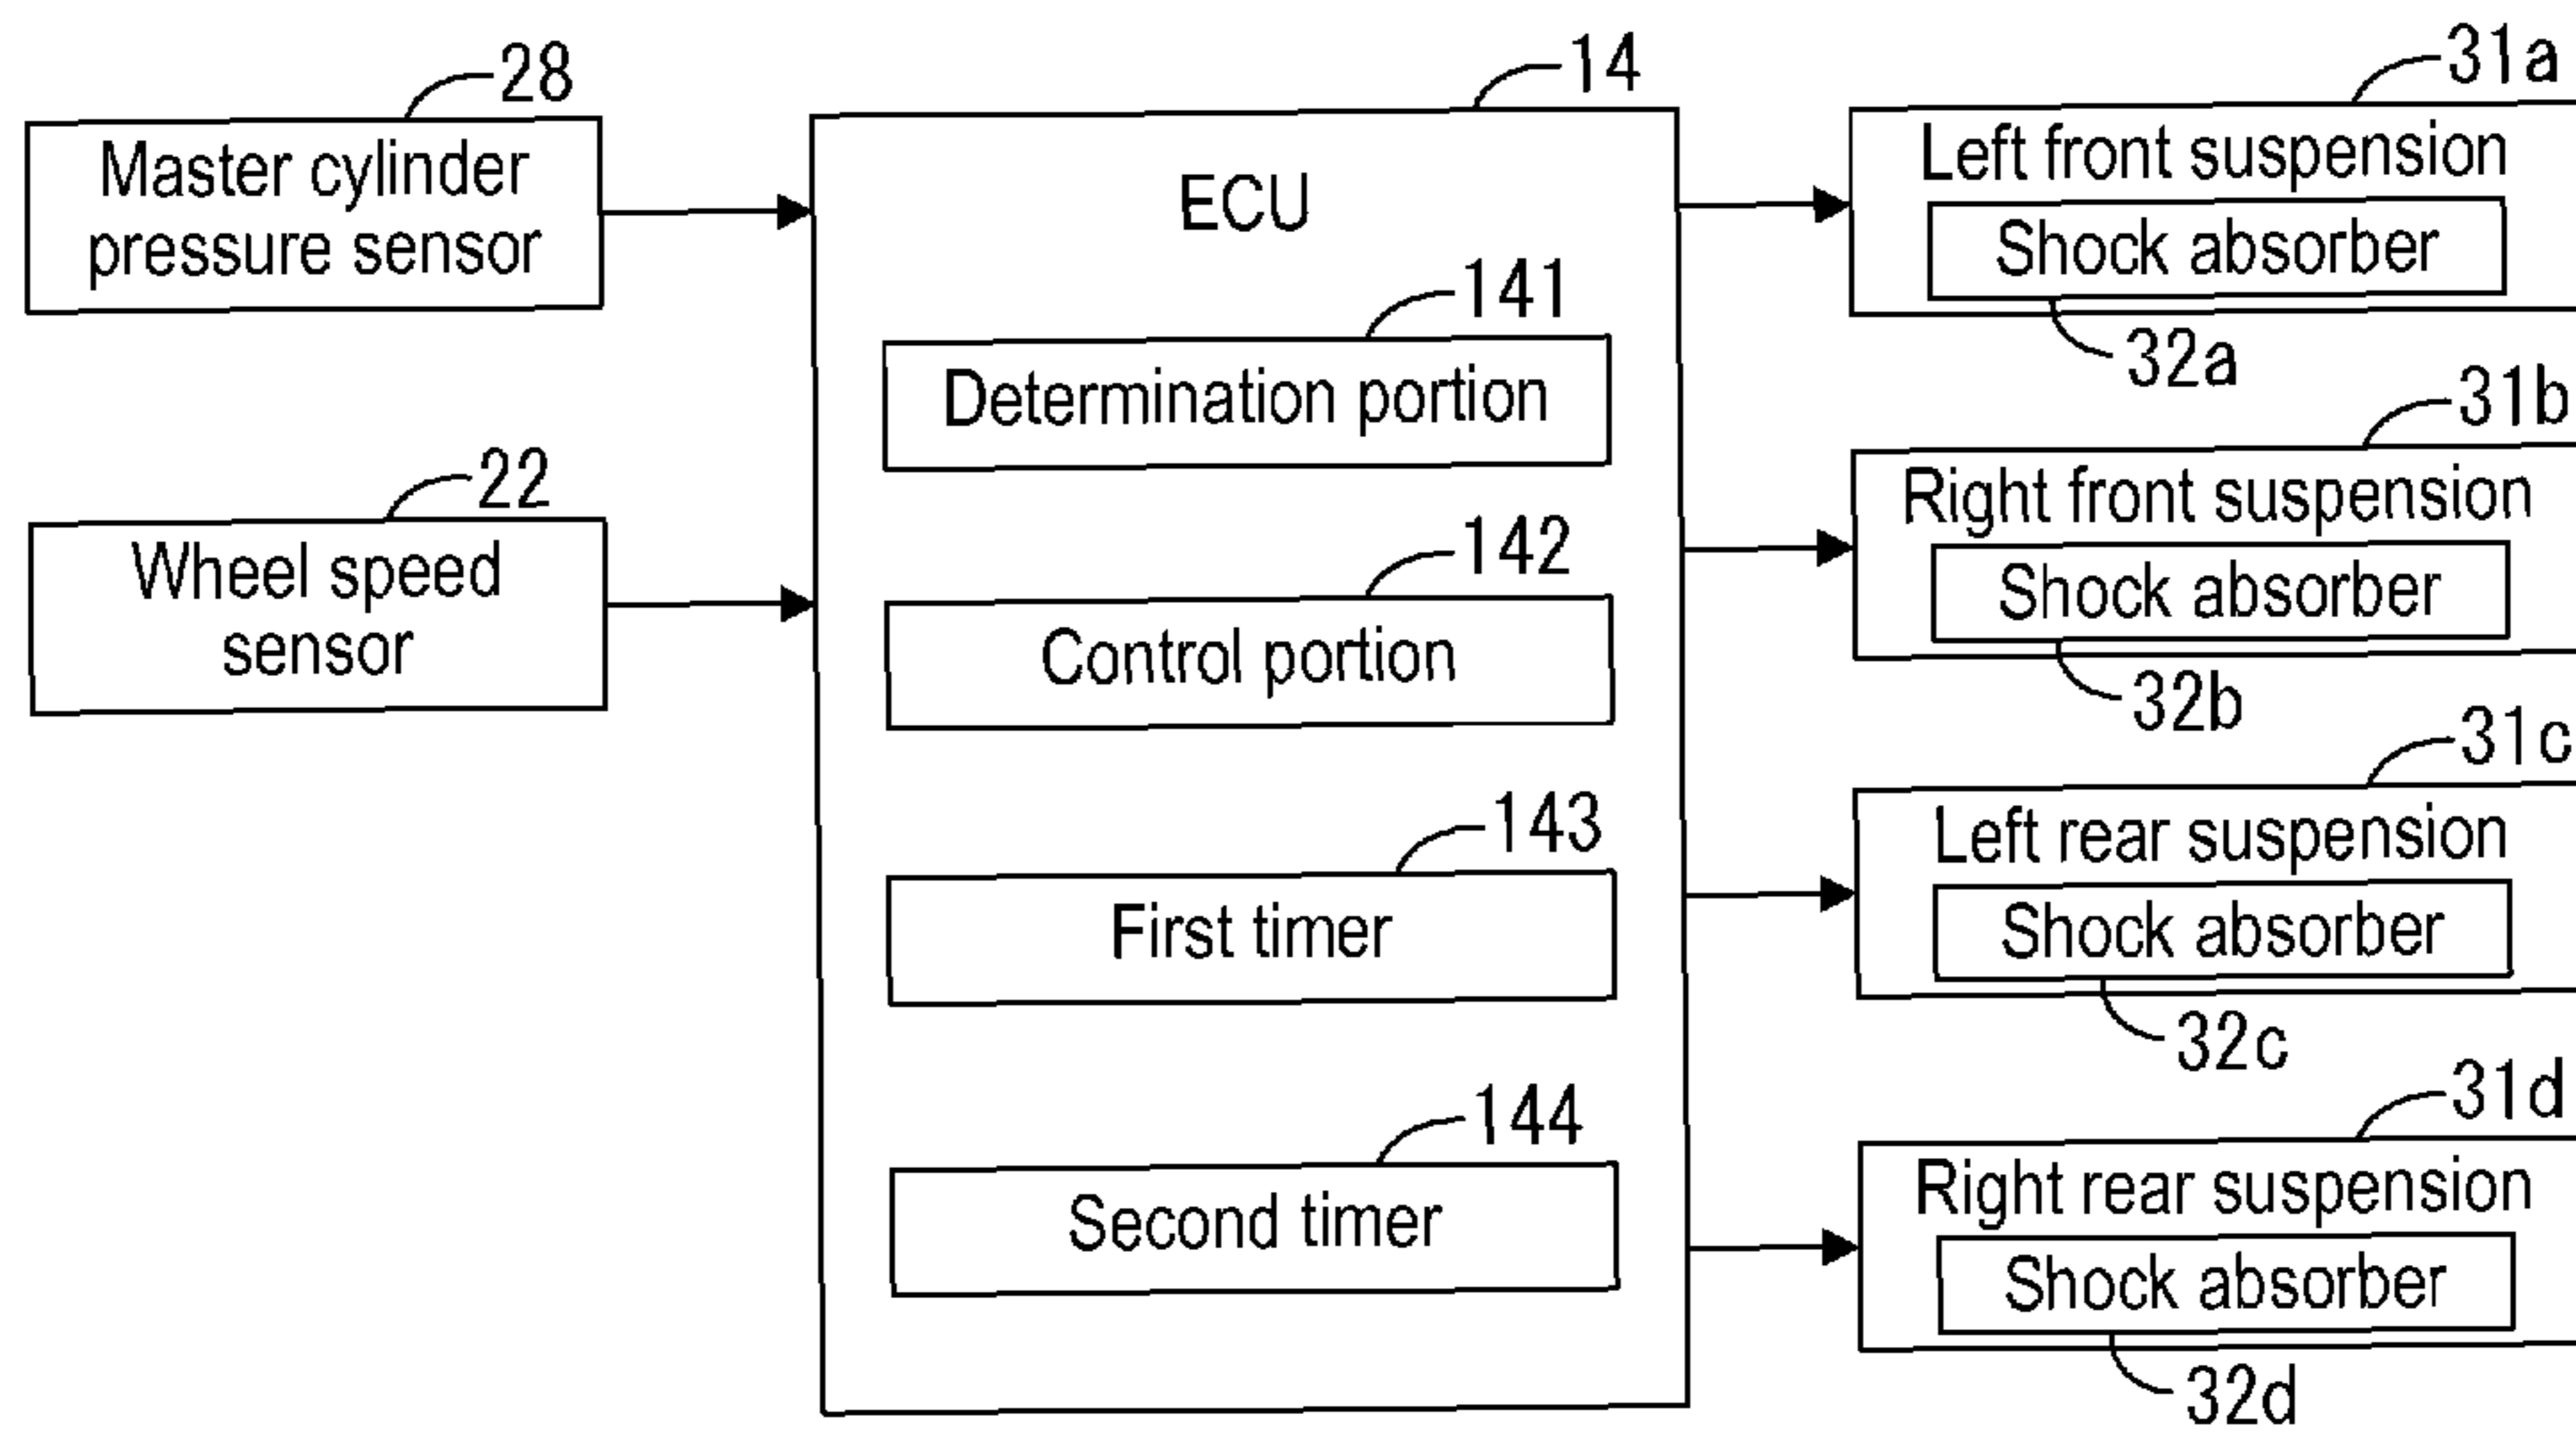 28
Master cylinder
pressure sensor
22
Wheel speed
sensor
14
ECU
141
Determination portion
142
Control portion
143
First timer
144
Second timer
31a
Left front suspension
Shock absorber
32a
31b
Right front suspension
Shock absorber
32b
31c
Left rear suspension
Shock absorber
32c
31d
Right rear suspension
Shock absorber
32d